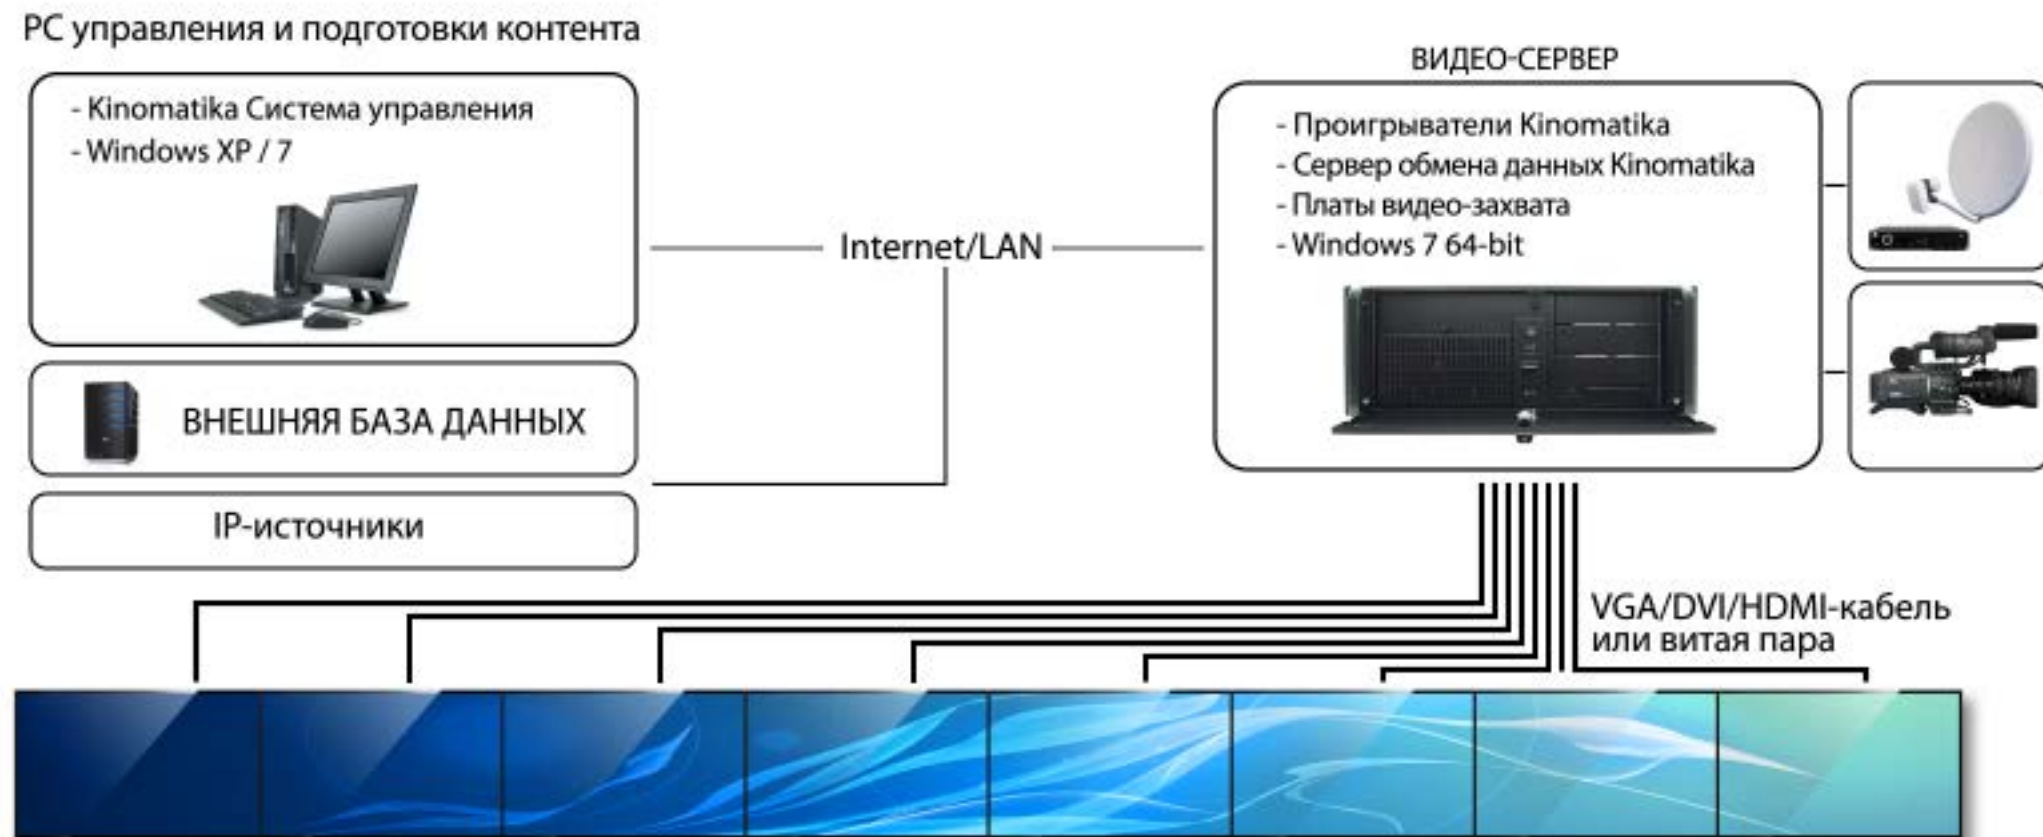 PC управления и подготовки контента
- Kinomatika Система управления
- Windows XP / 7
ВНЕШНЯЯ БАЗА ДАННЫХ
IP-источники
Internet/LAN
ВИДЕО-СЕРВЕР
- Проигрыватели Kinomatika
- Сервер обмена данных Kinomatika
- Платы видео-захвата
- Windows 7 64-bit
VGA/DVI/HDMI-кабель
или витая пара